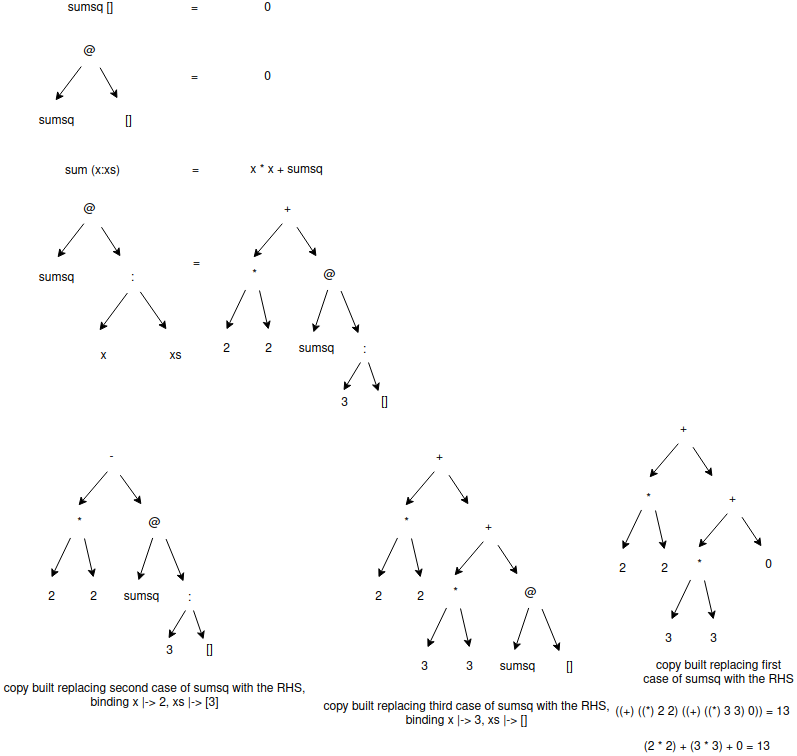 sumsq [] = 0
@
= 0
sumsq []
sum (x:xs) = x * x + sumsq
@ +
=
sumsq : * @
x xs 2 2 sumsq :
3 []
-
* @
2 2 sumsq :
3 []
copy built replacing second case of sumsq with the RHS,
binding x |-> 2, xs |-> [3]
+
* +
2 2 * @
3 3 sumsq []
copy built replacing third case of sumsq with the RHS,
binding x |-> 3, xs |-> []
+
* +
2 2 * 0
3 3
copy built replacing first
case of sumsq with the RHS
((+) ((*) 2 2) ((+) ((*) 3 3) 0)) = 13
(2 * 2) + (3 * 3) + 0 = 13